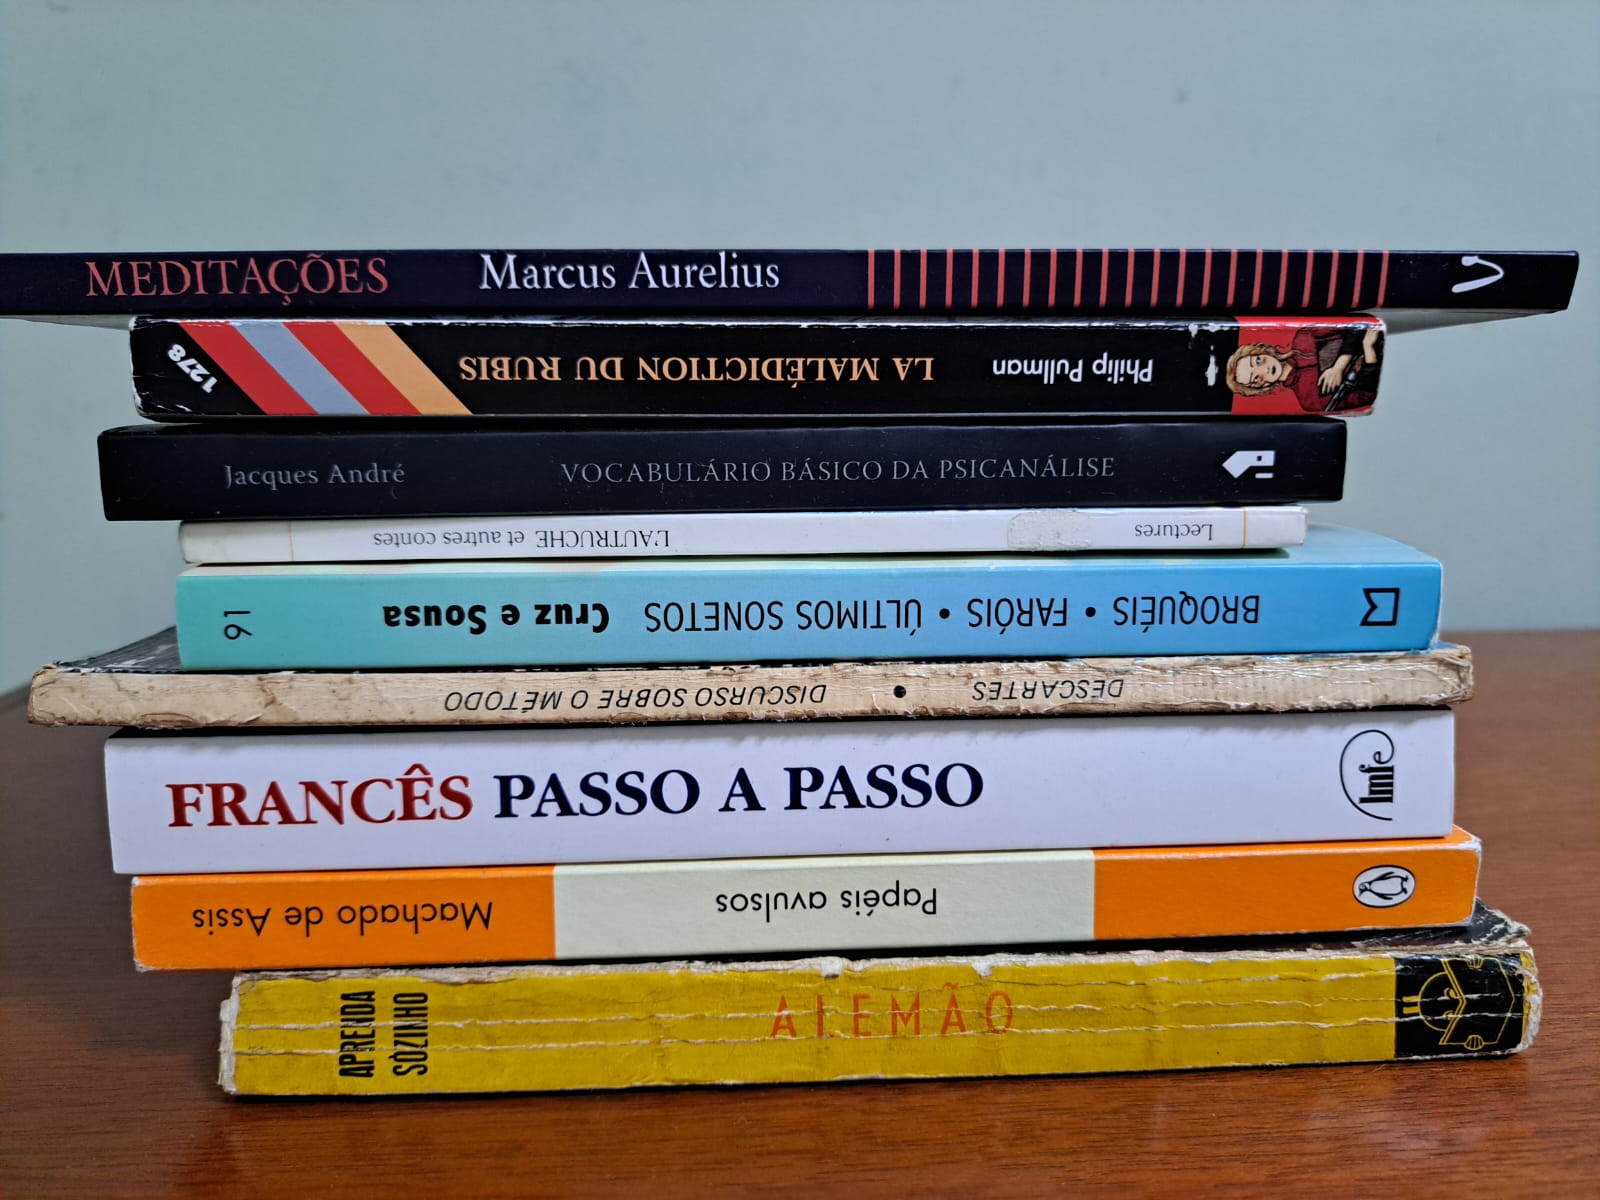 MEDITAÇÕES Marcus Aurelius
1278 LA MALÉDICTION DU RUBIS Philip Pullman
Jacques André VOCABULÁRIO BÁSICO DA PSICANÁLISE
Lectures L'AUTRUCHE et autres contes
BROQUÉIS • FARÓIS • ÚLTIMOS SONETOS Cruz e Sousa 91
DESCARTES • DISCURSO SOBRE O MÉTODO
FRANCÊS PASSO A PASSO lmfe
Papéis avulsos Machado de Assis
APRENDA SÒZINHO ALEMÃO